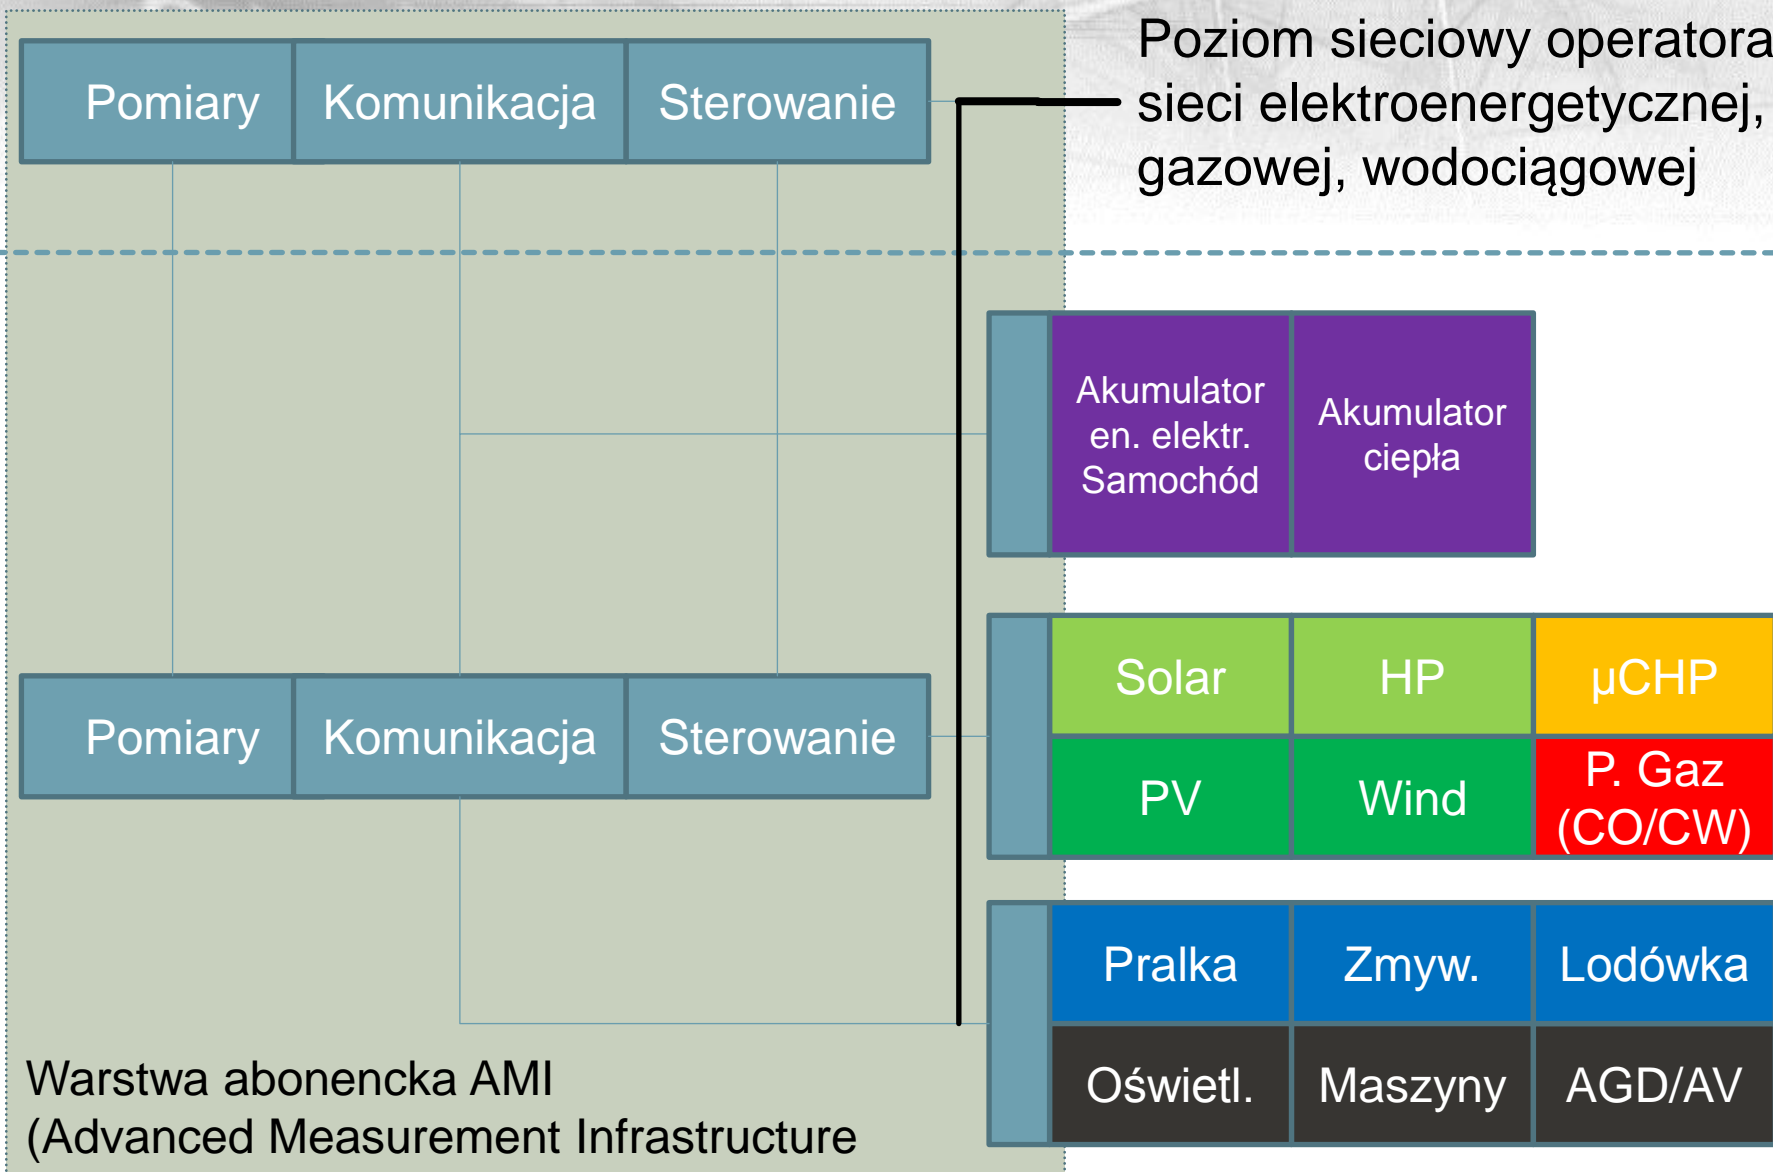 Poziom sieciowy operatora
sieci elektroenergetycznej,
gazowej, wodociągowej
Pomiary Komunikacja Sterowanie
Akumulator
en. elektr.
Samochód
Akumulator
ciepła
Solar HP µCHP
Pomiary Komunikacja Sterowanie
PV Wind P. Gaz
(CO/CW)
Pralka Zmyw. Lodówka
Oświetl. Maszyny AGD/AV
Warstwa abonencka AMI
(Advanced Measurement Infrastructure